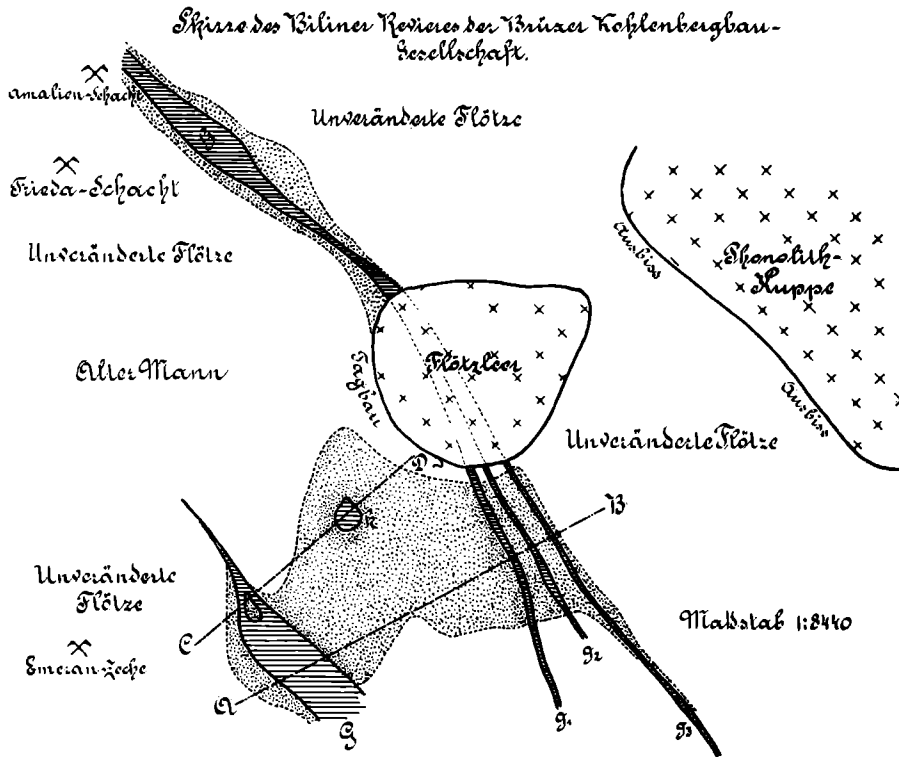 Skizze des Biliner Revieres der Brüxer Kohlenbergbau-
Gesellschaft.
Amalien-Schacht
Unveränderte Flötze
Frieda-Schacht
Unveränderte Flötze
Ausbiss
Phonolith-
Kuppe
Alter Mann
Tagbau
Flötzleer
Ausbiss
Unveränderte Flötze
D
B
K
Unveränderte
Flötze
C
Maßstab 1:8440
Emeran-Zeche
A
G
g1
g2
g3